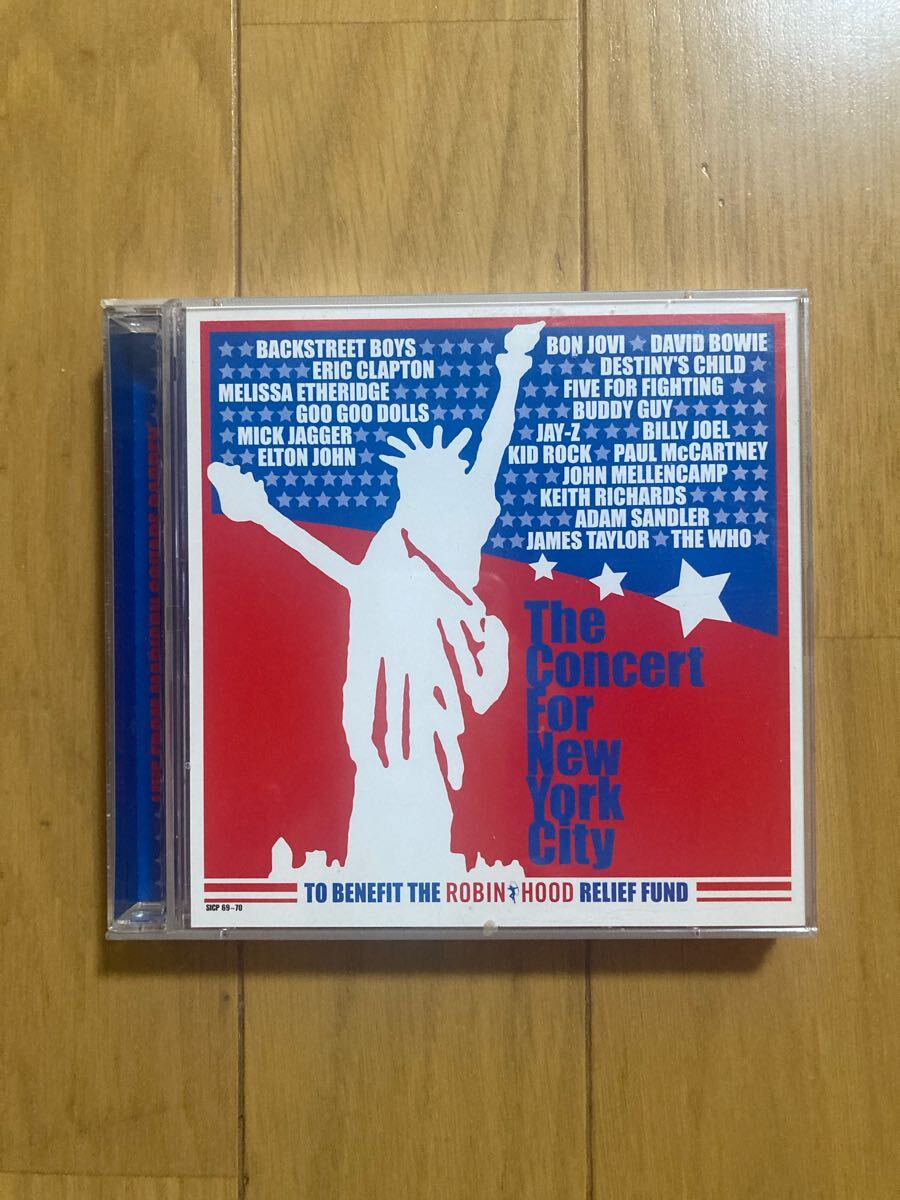 BACKSTREET BOYS
ERIC CLAPTON
MELISSA ETHERIDGE
GOO GOO DOLLS
MICK JAGGER
ELTON JOHN
BON JOVI ★ DAVID BOWIE
DESTINY'S CHILD
FIVE FOR FIGHTING
BUDDY GUY
JAY-Z ★ BILLY JOEL
KID ROCK ★ PAUL McCARTNEY
JOHN MELLENCAMP
KEITH RICHARDS
ADAM SANDLER
JAMES TAYLOR ★ THE WHO
The
Concert
For
New
York
City
TO BENEFIT THE ROBIN HOOD RELIEF FUND
SICP 69~70